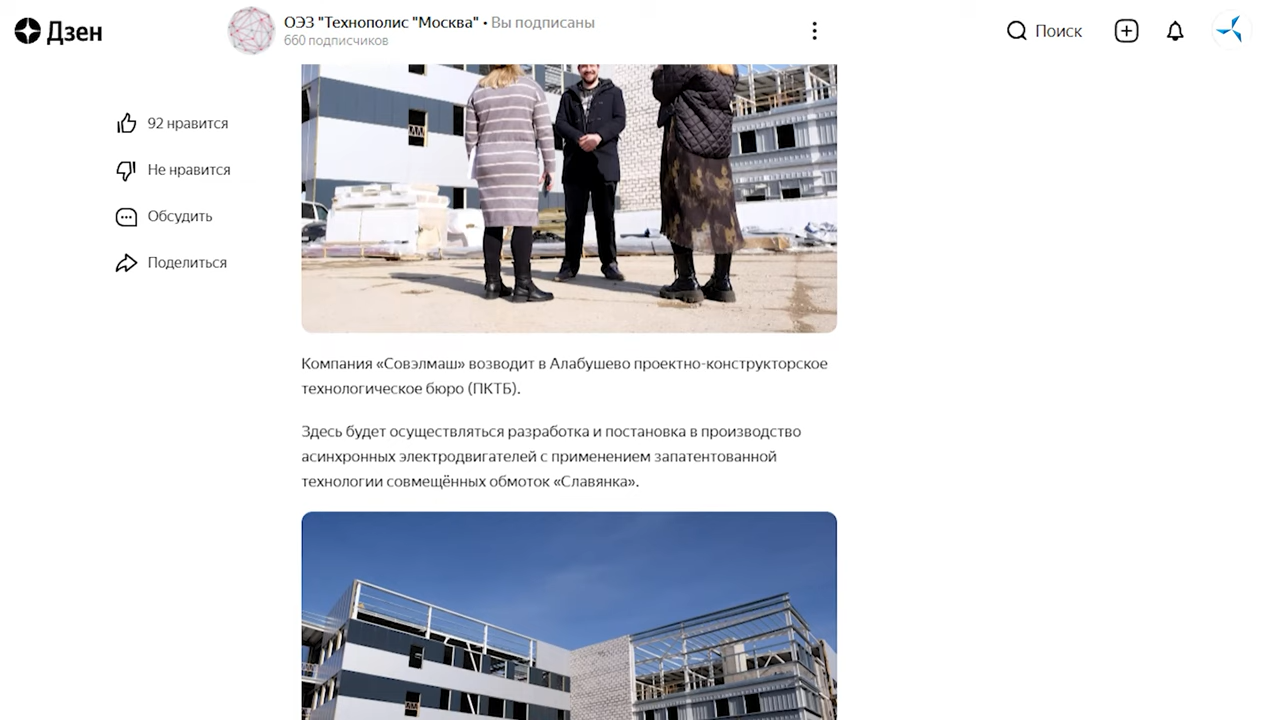 Дзен
ОЭЗ "Технополис "Москва" • Вы подписаны
660 подписчиков
Поиск
92 нравится
Не нравится
Обсудить
Поделиться
Компания «Совэлмаш» возводит в Алабушево проектно-конструкторское
технологическое бюро (ПКТБ).
Здесь будет осуществляться разработка и постановка в производство
асинхронных электродвигателей с применением запатентованной
технологии совмещённых обмоток «Славянка».